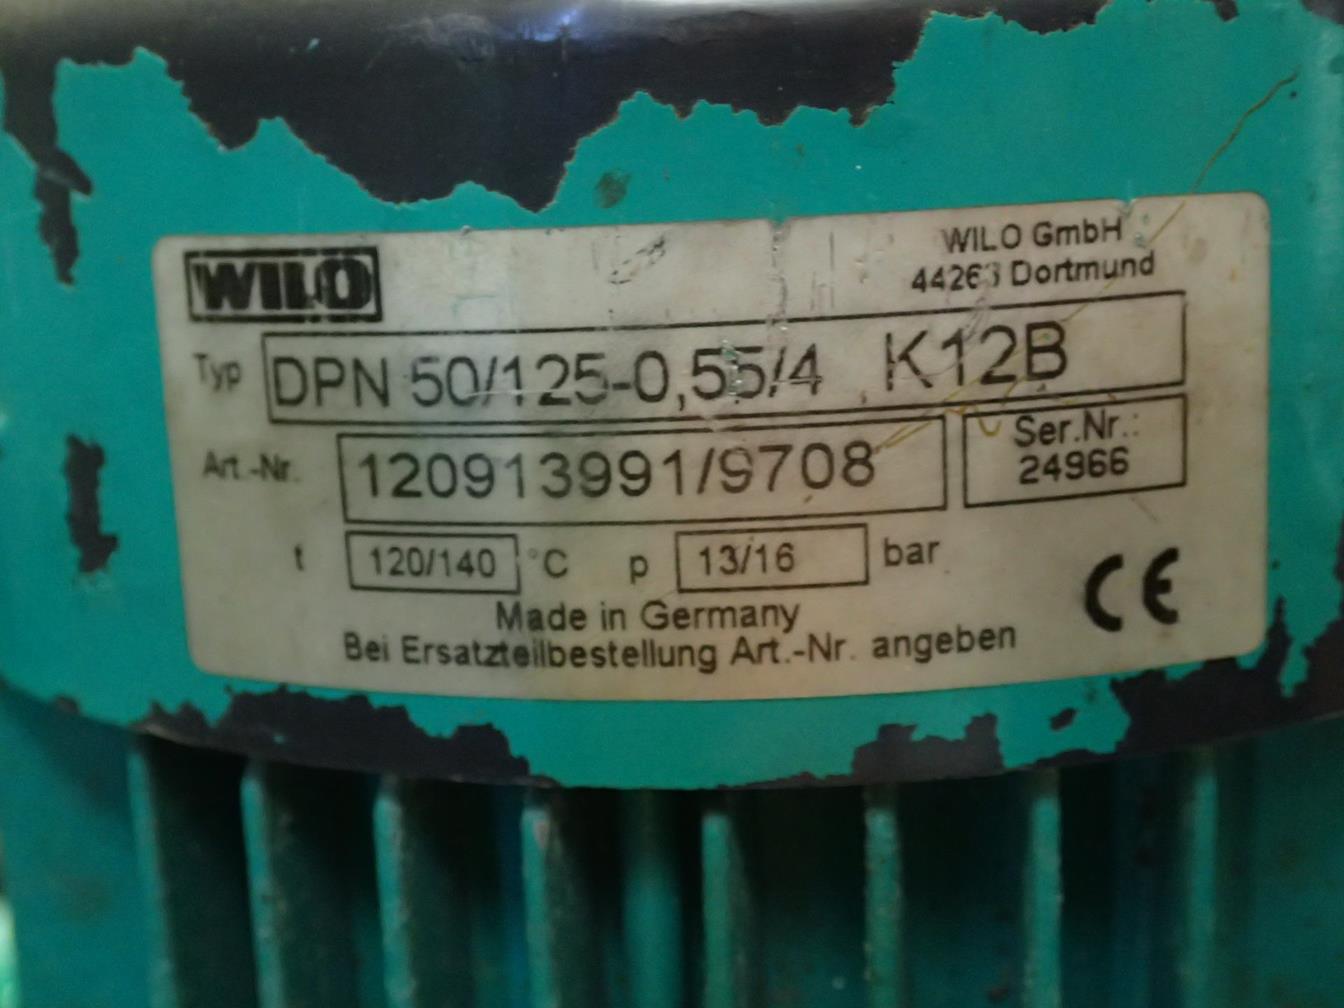 WILO
WILO GmbH
44263 Dortmund
Typ DPN 50/125-0,55/4 K12B
Art.-Nr. 120913991/9708
Ser.Nr.:
24966
t 120/140 °C p 13/16 bar
CE
Made in Germany
Bei Ersatzteilbestellung Art.-Nr. angeben